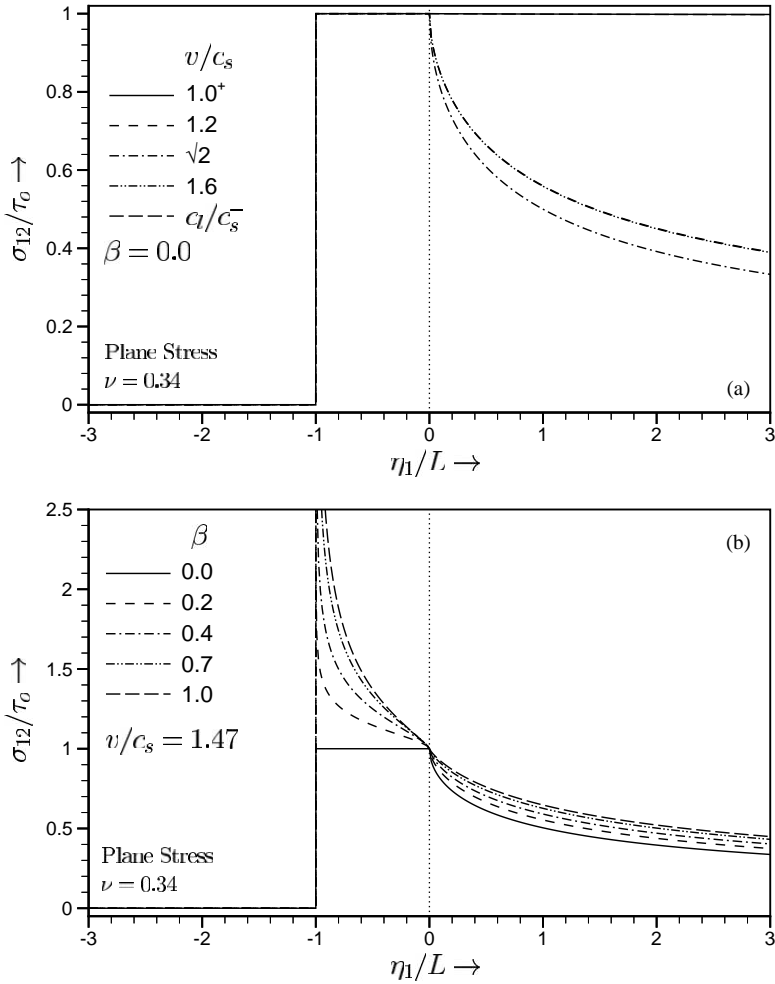 1
0.8
0.6
0.4
0.2
0
σ12/τo →
v/cs
1.0+
1.2
√2
1.6
cl/cs−
β = 0.0
Plane Stress
ν = 0.34
(a)
-3 -2 -1 0 1 2 3
η1/L →
2.5
2
1.5
1
0.5
0
σ12/τo →
β
0.0
0.2
0.4
0.7
1.0
v/cs = 1.47
Plane Stress
ν = 0.34
(b)
-3 -2 -1 0 1 2 3
η1/L →